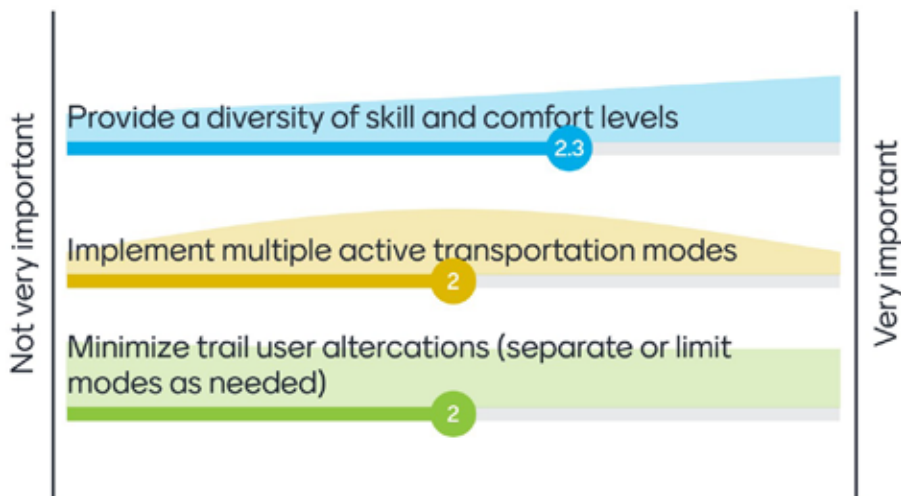 Not very important
Provide a diversity of skill and comfort levels
2.3
Implement multiple active transportation modes
2
Minimize trail user altercations (separate or limit
modes as needed)
2
Very important